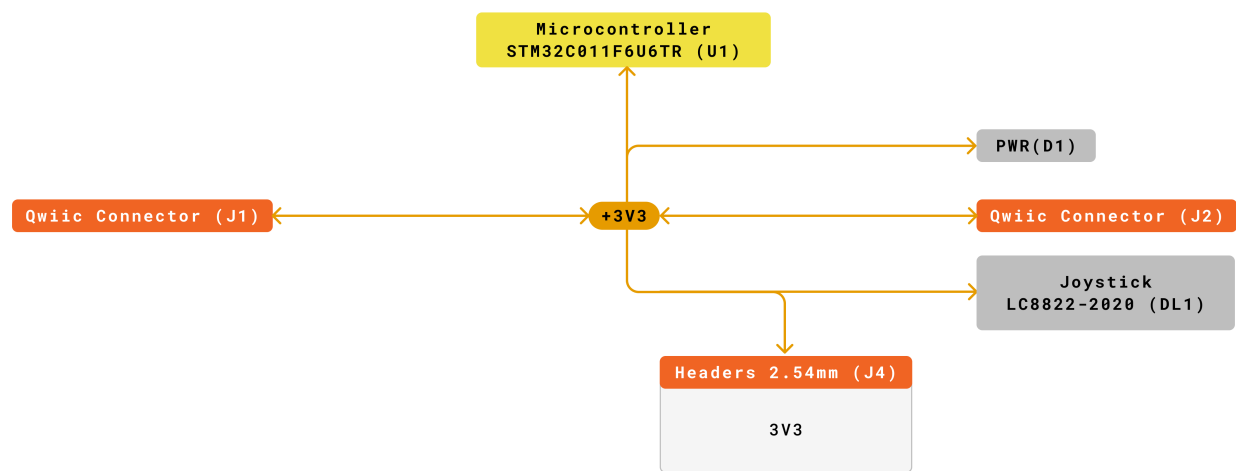 Microcontroller
STM32C011F6U6TR (U1)
PWR(D1)
Qwiic Connector (J1)
+3V3
Qwiic Connector (J2)
Joystick
LC8822-2020 (DL1)
Headers 2.54mm (J4)
3V3